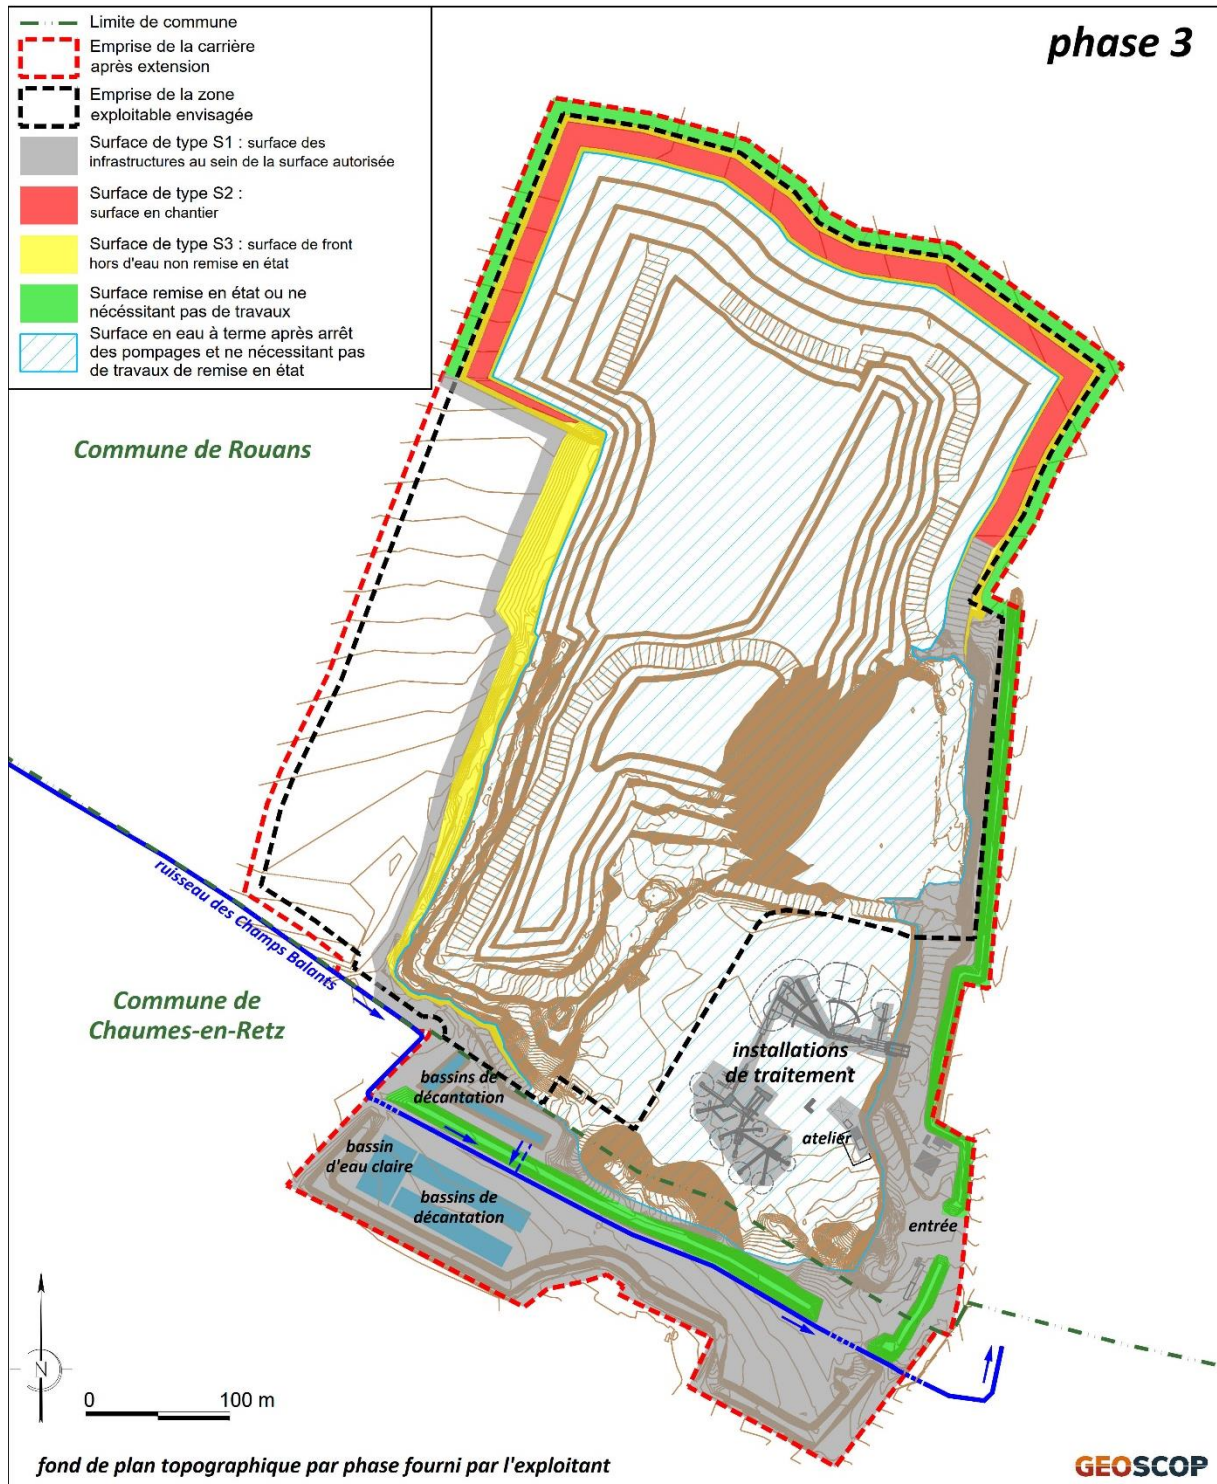 Limite de commune
Emprise de la carrière
après extension
Emprise de la zone
exploitable envisagée
Surface de type S1 : surface des
infrastructures au sein de la surface autorisée
Surface de type S2 :
surface en chantier
Surface de type S3 : surface de front
hors d'eau non remise en état
Surface remise en état ou ne
nécéssitant pas de travaux
Surface en eau à terme après arrêt
des pompages et ne nécessitant pas
de travaux de remise en état
phase 3
Commune de Rouans
ruisseau des Champs Balants
Commune de
Chaumes-en-Retz
installations
de traitement
atelier
bassins de
décantation
bassin
d'eau claire
bassins de
décantation
entrée
N
0 100 m
fond de plan topographique par phase fourni par l'exploitant
GEOSCOP